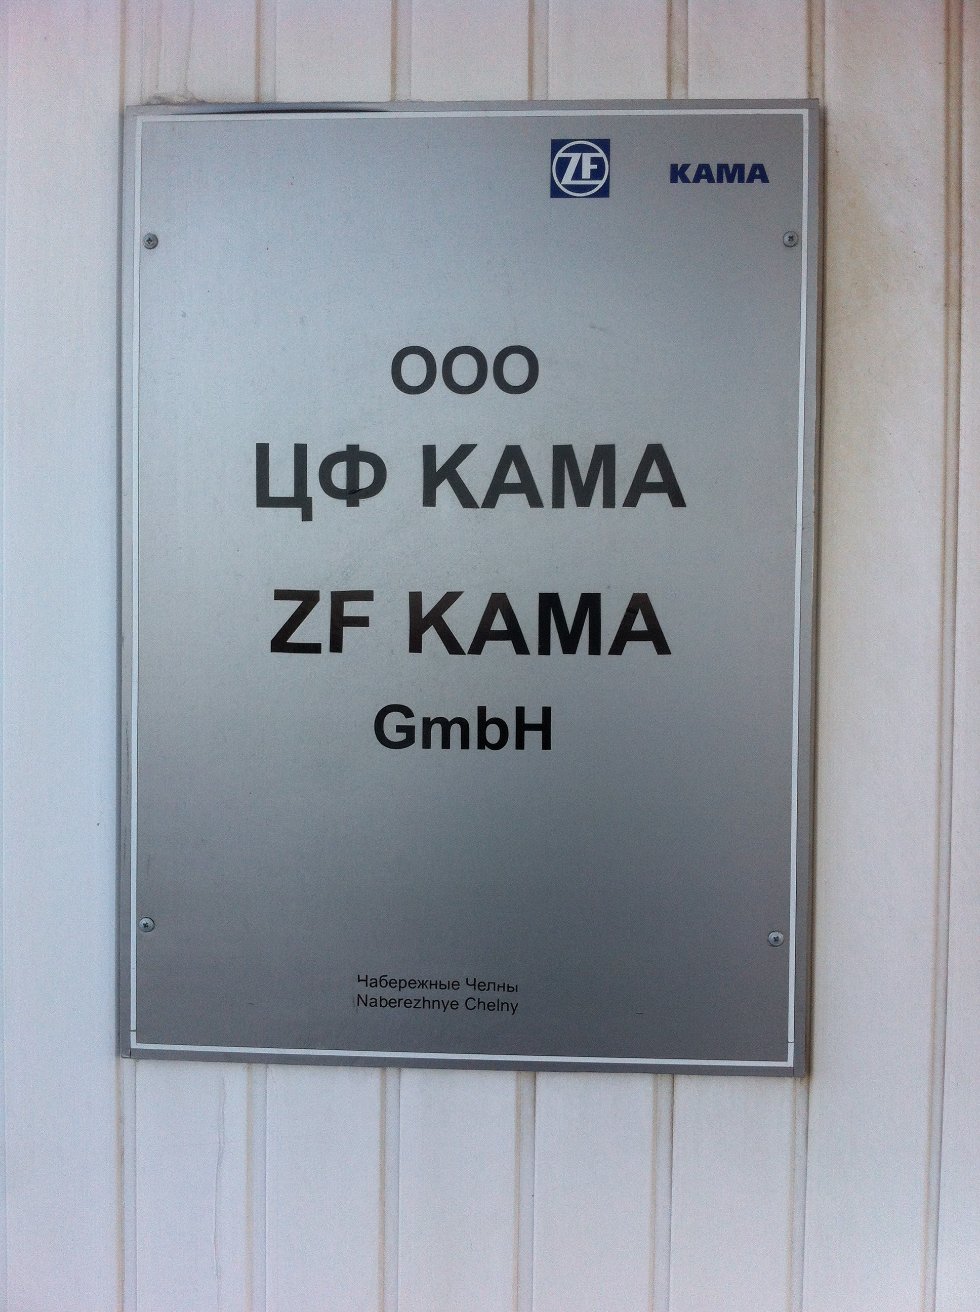 ZF KAMA
ООО
ЦФ КАМА
ZF KAMA
GmbH
Набережные Челны
Naberezhnye Chelny